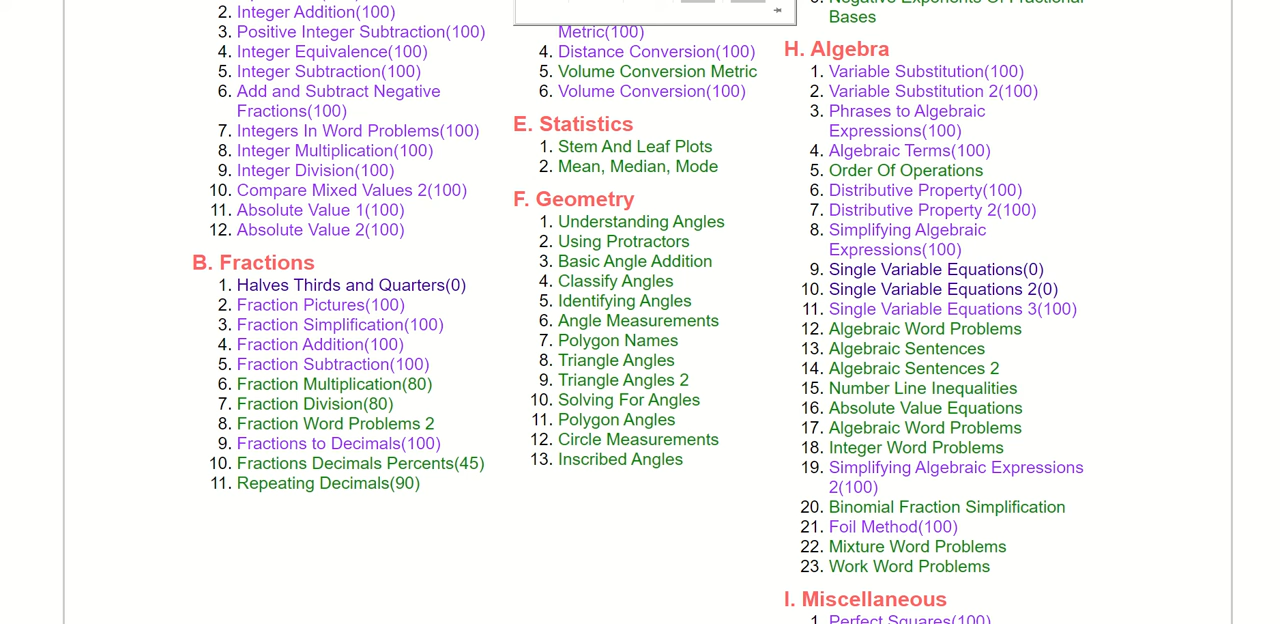 2. Integer Addition(100)
3. Positive Integer Subtraction(100)
4. Integer Equivalence(100)
5. Integer Subtraction(100)
6. Add and Subtract Negative
Fractions(100)
7. Integers In Word Problems(100)
8. Integer Multiplication(100)
9. Integer Division(100)
10. Compare Mixed Values 2(100)
11. Absolute Value 1(100)
12. Absolute Value 2(100)
B. Fractions
1. Halves Thirds and Quarters(0)
2. Fraction Pictures(100)
3. Fraction Simplification(100)
4. Fraction Addition(100)
5. Fraction Subtraction(100)
6. Fraction Multiplication(80)
7. Fraction Division(80)
8. Fraction Word Problems 2
9. Fractions to Decimals(100)
10. Fractions Decimals Percents(45)
11. Repeating Decimals(90)
Metric(100)
4. Distance Conversion(100)
5. Volume Conversion Metric
6. Volume Conversion(100)
E. Statistics
1. Stem And Leaf Plots
2. Mean, Median, Mode
F. Geometry
1. Understanding Angles
2. Using Protractors
3. Basic Angle Addition
4. Classify Angles
5. Identifying Angles
6. Angle Measurements
7. Polygon Names
8. Triangle Angles
9. Triangle Angles 2
10. Solving For Angles
11. Polygon Angles
12. Circle Measurements
13. Inscribed Angles
Negative Exponents Of Fractional
Bases
H. Algebra
1. Variable Substitution(100)
2. Variable Substitution 2(100)
3. Phrases to Algebraic
Expressions(100)
4. Algebraic Terms(100)
5. Order Of Operations
6. Distributive Property(100)
7. Distributive Property 2(100)
8. Simplifying Algebraic
Expressions(100)
9. Single Variable Equations(0)
10. Single Variable Equations 2(0)
11. Single Variable Equations 3(100)
12. Algebraic Word Problems
13. Algebraic Sentences
14. Algebraic Sentences 2
15. Number Line Inequalities
16. Absolute Value Equations
17. Algebraic Word Problems
18. Integer Word Problems
19. Simplifying Algebraic Expressions
2(100)
20. Binomial Fraction Simplification
21. Foil Method(100)
22. Mixture Word Problems
23. Work Word Problems
I. Miscellaneous
1. Perfect Squares(100)